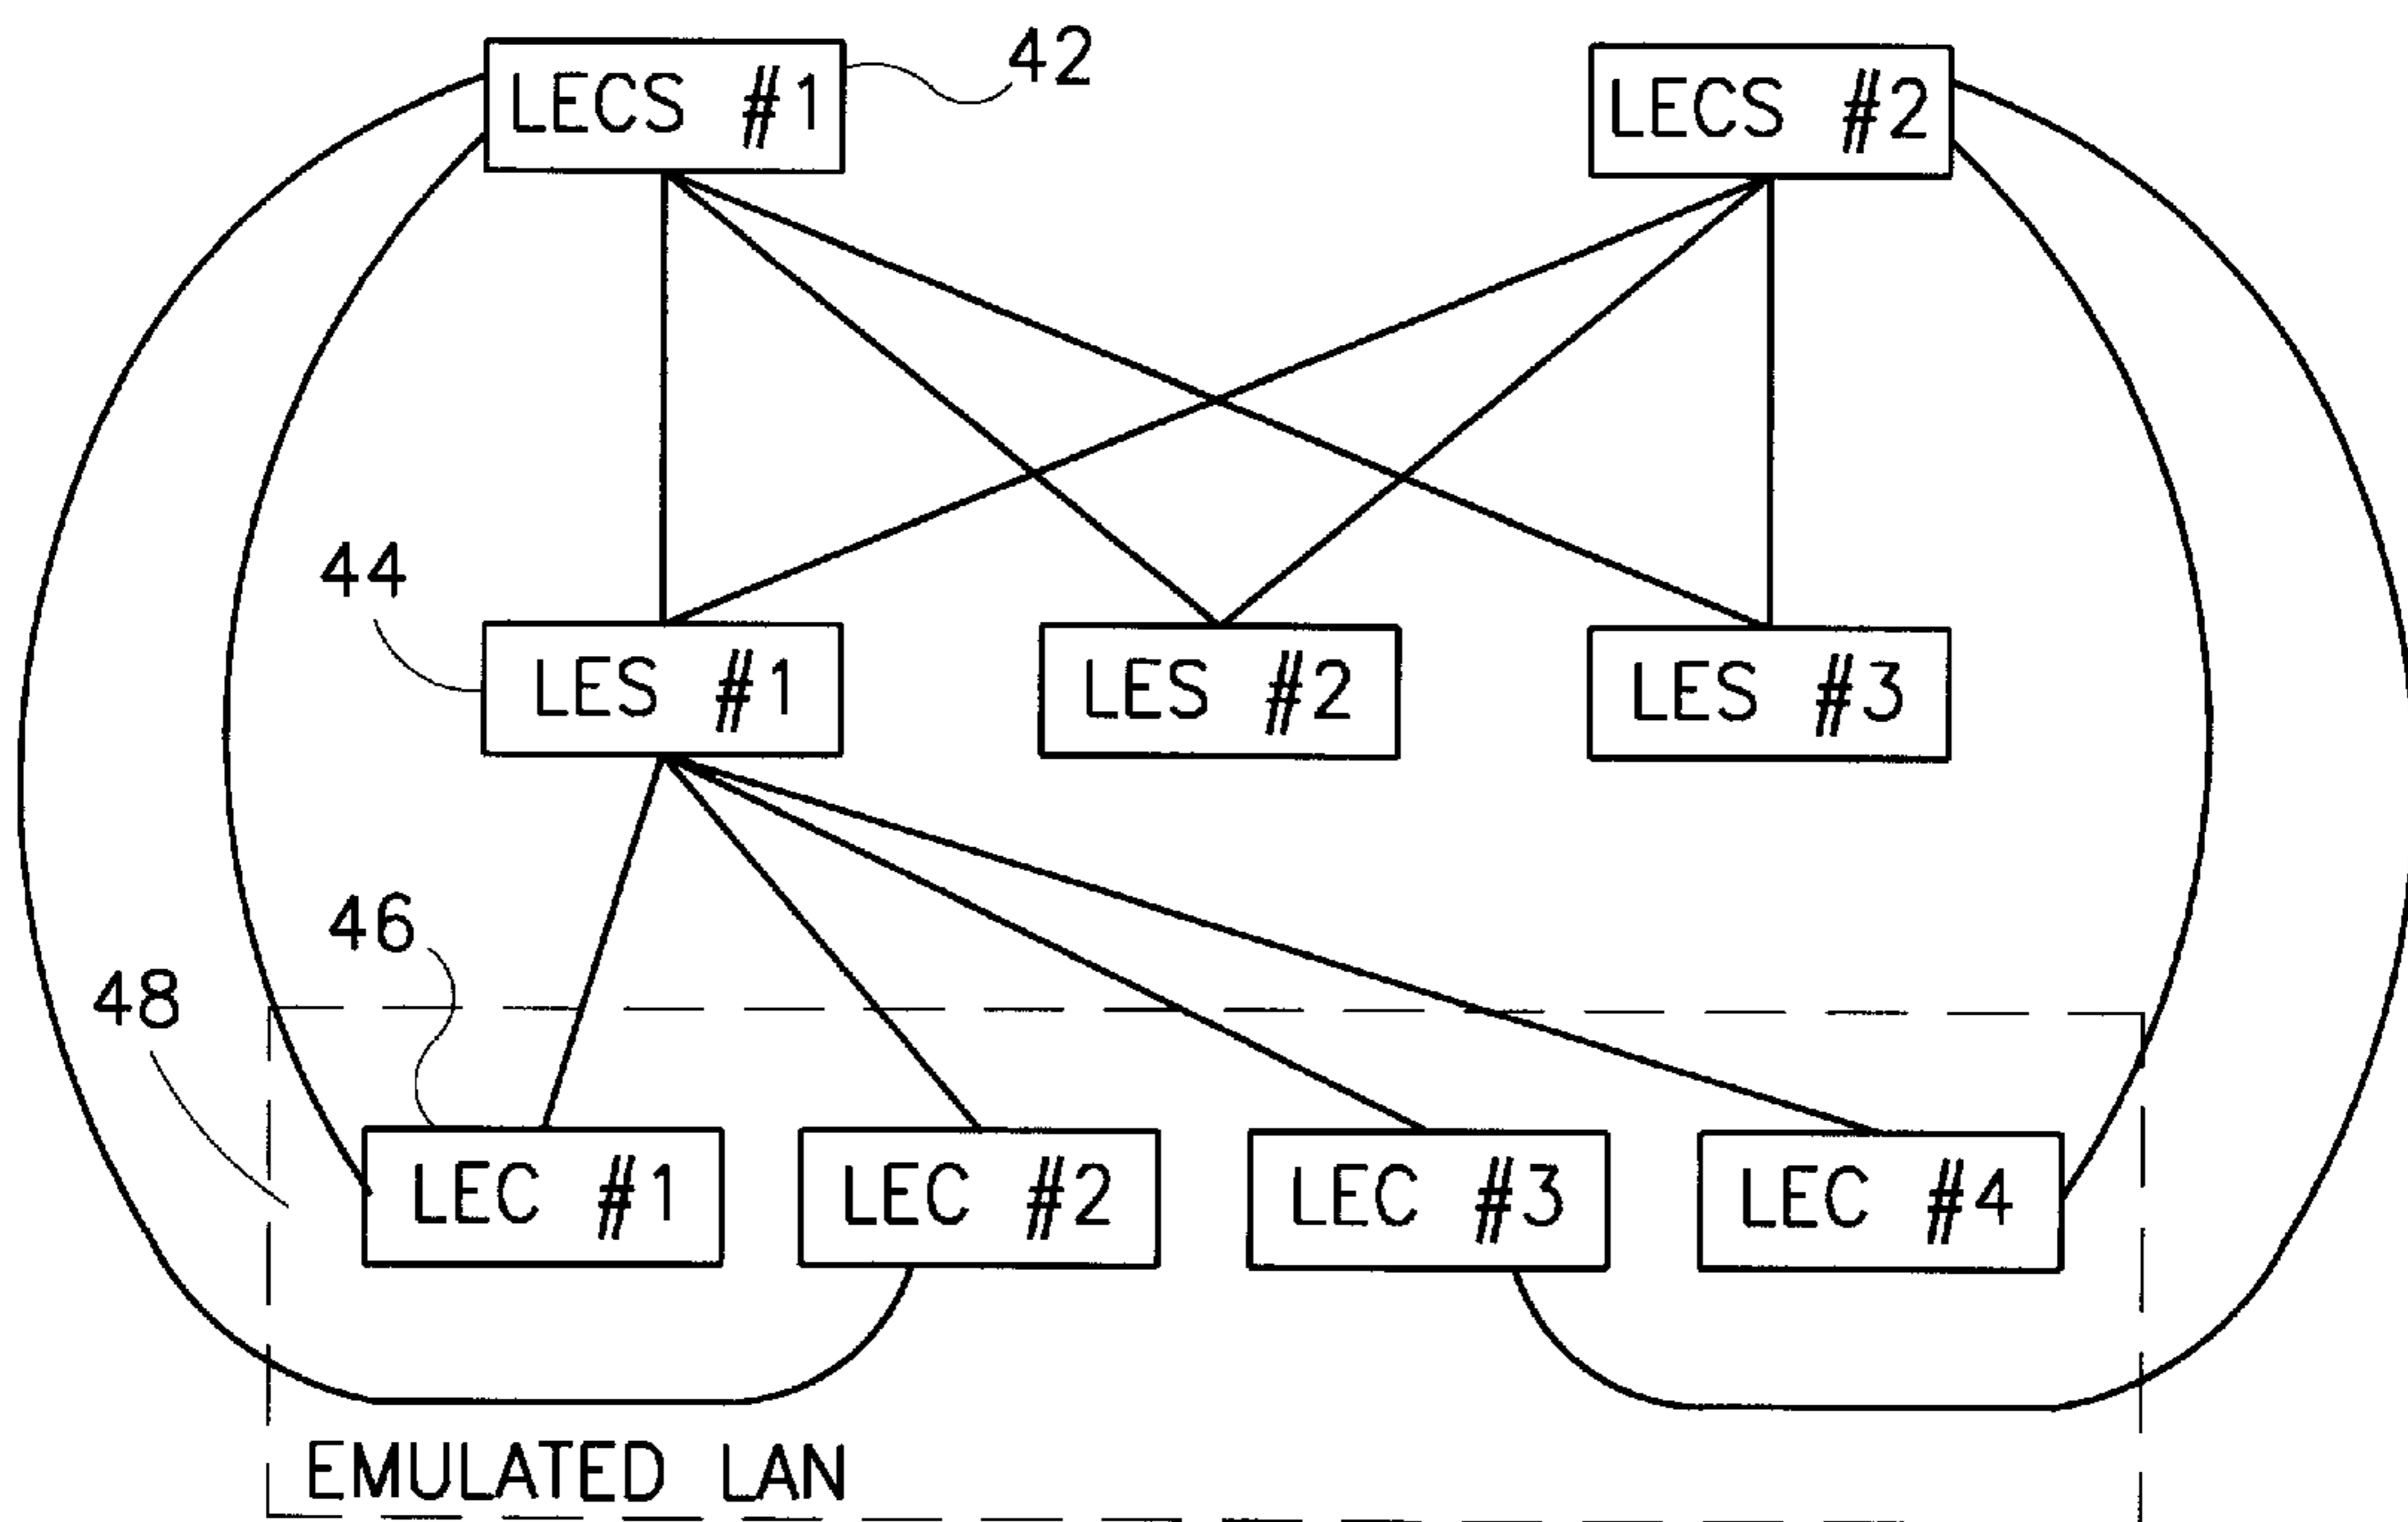 LECS #1
42
LECS #2
44
LES #1
LES #2
LES #3
46
48
LEC #1
LEC #2
LEC #3
LEC #4
EMULATED LAN